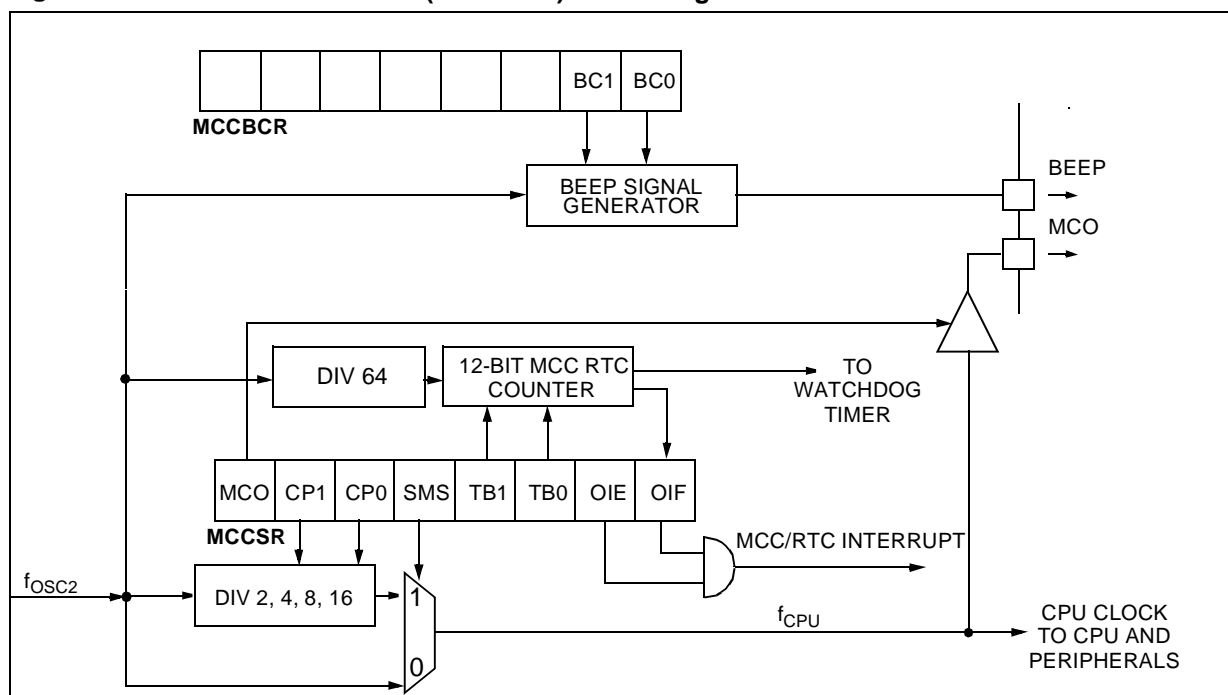 BC1 BC0
MCCBCR
BEEP SIGNAL
GENERATOR
BEEP
MCO
DIV 64
12-BIT MCC RTC
COUNTER
TO
WATCHDOG
TIMER
MCO CP1 CP0 SMS TB1 TB0 OIE OIF
MCCSR
MCC/RTC INTERRUPT
fOSC2
DIV 2, 4, 8, 16
1
0
fCPU
CPU CLOCK
TO CPU AND
PERIPHERALS